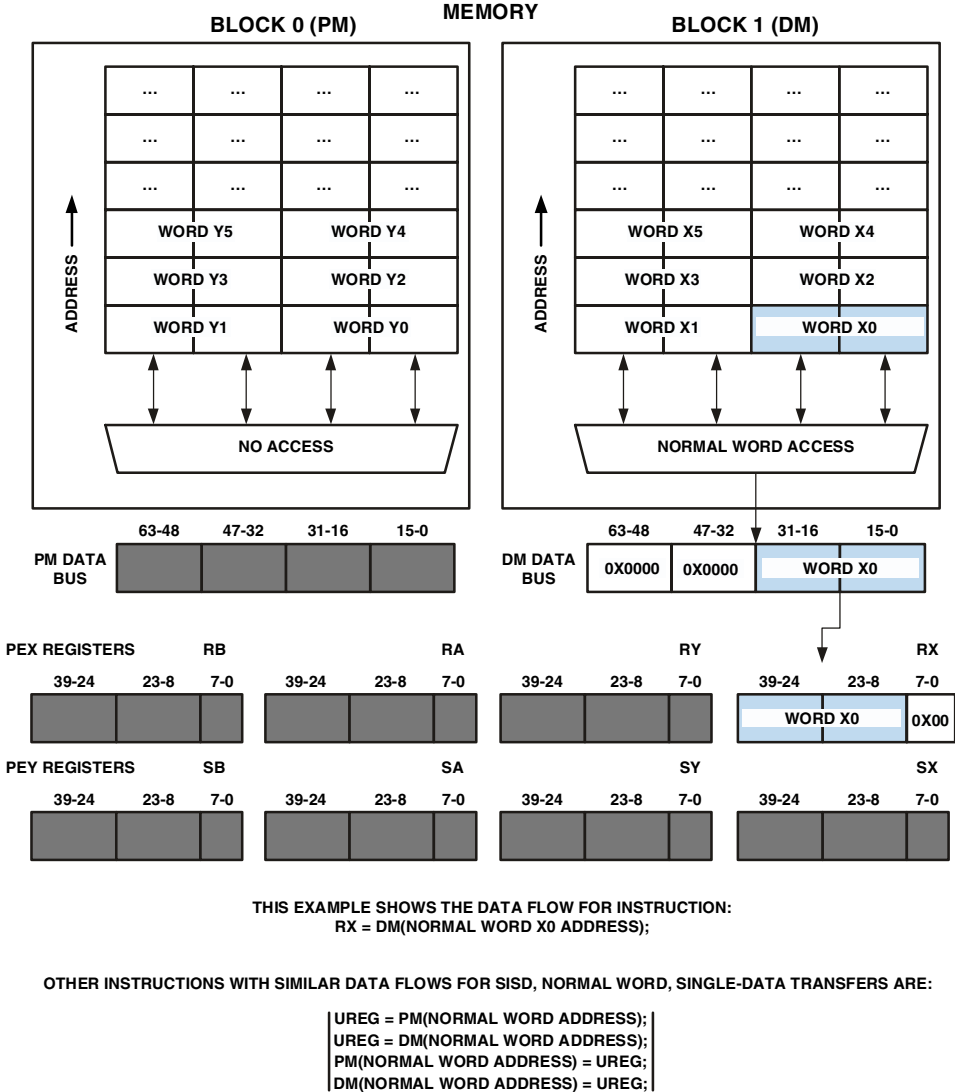 MEMORY
BLOCK 0 (PM) BLOCK 1 (DM)
... ... ... ... ... ... ... ...
... ... ... ... ... ... ... ...
... ... ... ... ... ... ... ...
WORD Y5 WORD Y4 WORD X5 WORD X4
ADDRESS WORD Y3 WORD Y2 ADDRESS WORD X3 WORD X2
WORD Y1 WORD Y0 WORD X1 WORD X0
NO ACCESS NORMAL WORD ACCESS
63-48 47-32 31-16 15-0 63-48 47-32 31-16 15-0
PM DATA BUS DM DATA BUS 0X0000 0X0000 WORD X0
PEX REGISTERS RB RA RY RX
39-24 23-8 7-0 39-24 23-8 7-0 39-24 23-8 7-0 39-24 23-8 7-0
WORD X0 0X00
PEY REGISTERS SB SA SY SX
39-24 23-8 7-0 39-24 23-8 7-0 39-24 23-8 7-0 39-24 23-8 7-0
THIS EXAMPLE SHOWS THE DATA FLOW FOR INSTRUCTION:
RX = DM(NORMAL WORD X0 ADDRESS);
OTHER INSTRUCTIONS WITH SIMILAR DATA FLOWS FOR SISD, NORMAL WORD, SINGLE-DATA TRANSFERS ARE:
UREG = PM(NORMAL WORD ADDRESS);
UREG = DM(NORMAL WORD ADDRESS);
PM(NORMAL WORD ADDRESS) = UREG;
DM(NORMAL WORD ADDRESS) = UREG;